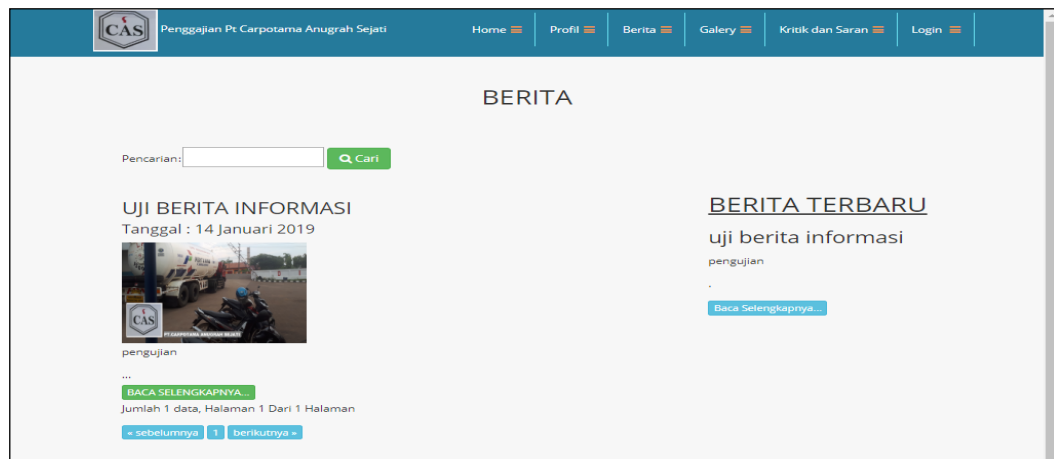 CAS Penggajian Pt Carpotama Anugrah Sejati Home Profil Berita Galery Kritik dan Saran Login
BERITA
Pencarian: Cari
UJI BERITA INFORMASI
Tanggal : 14 Januari 2019
CAS
PT CARPOTAMA ANUGRAH SEJATI
pengujian
...
BACA SELENGKAPNYA...
Jumlah 1 data, Halaman 1 Dari 1 Halaman
« sebelumnya 1 berikutnya »
BERITA TERBARU
uji berita informasi
pengujian
.
Baca Selengkapnya...